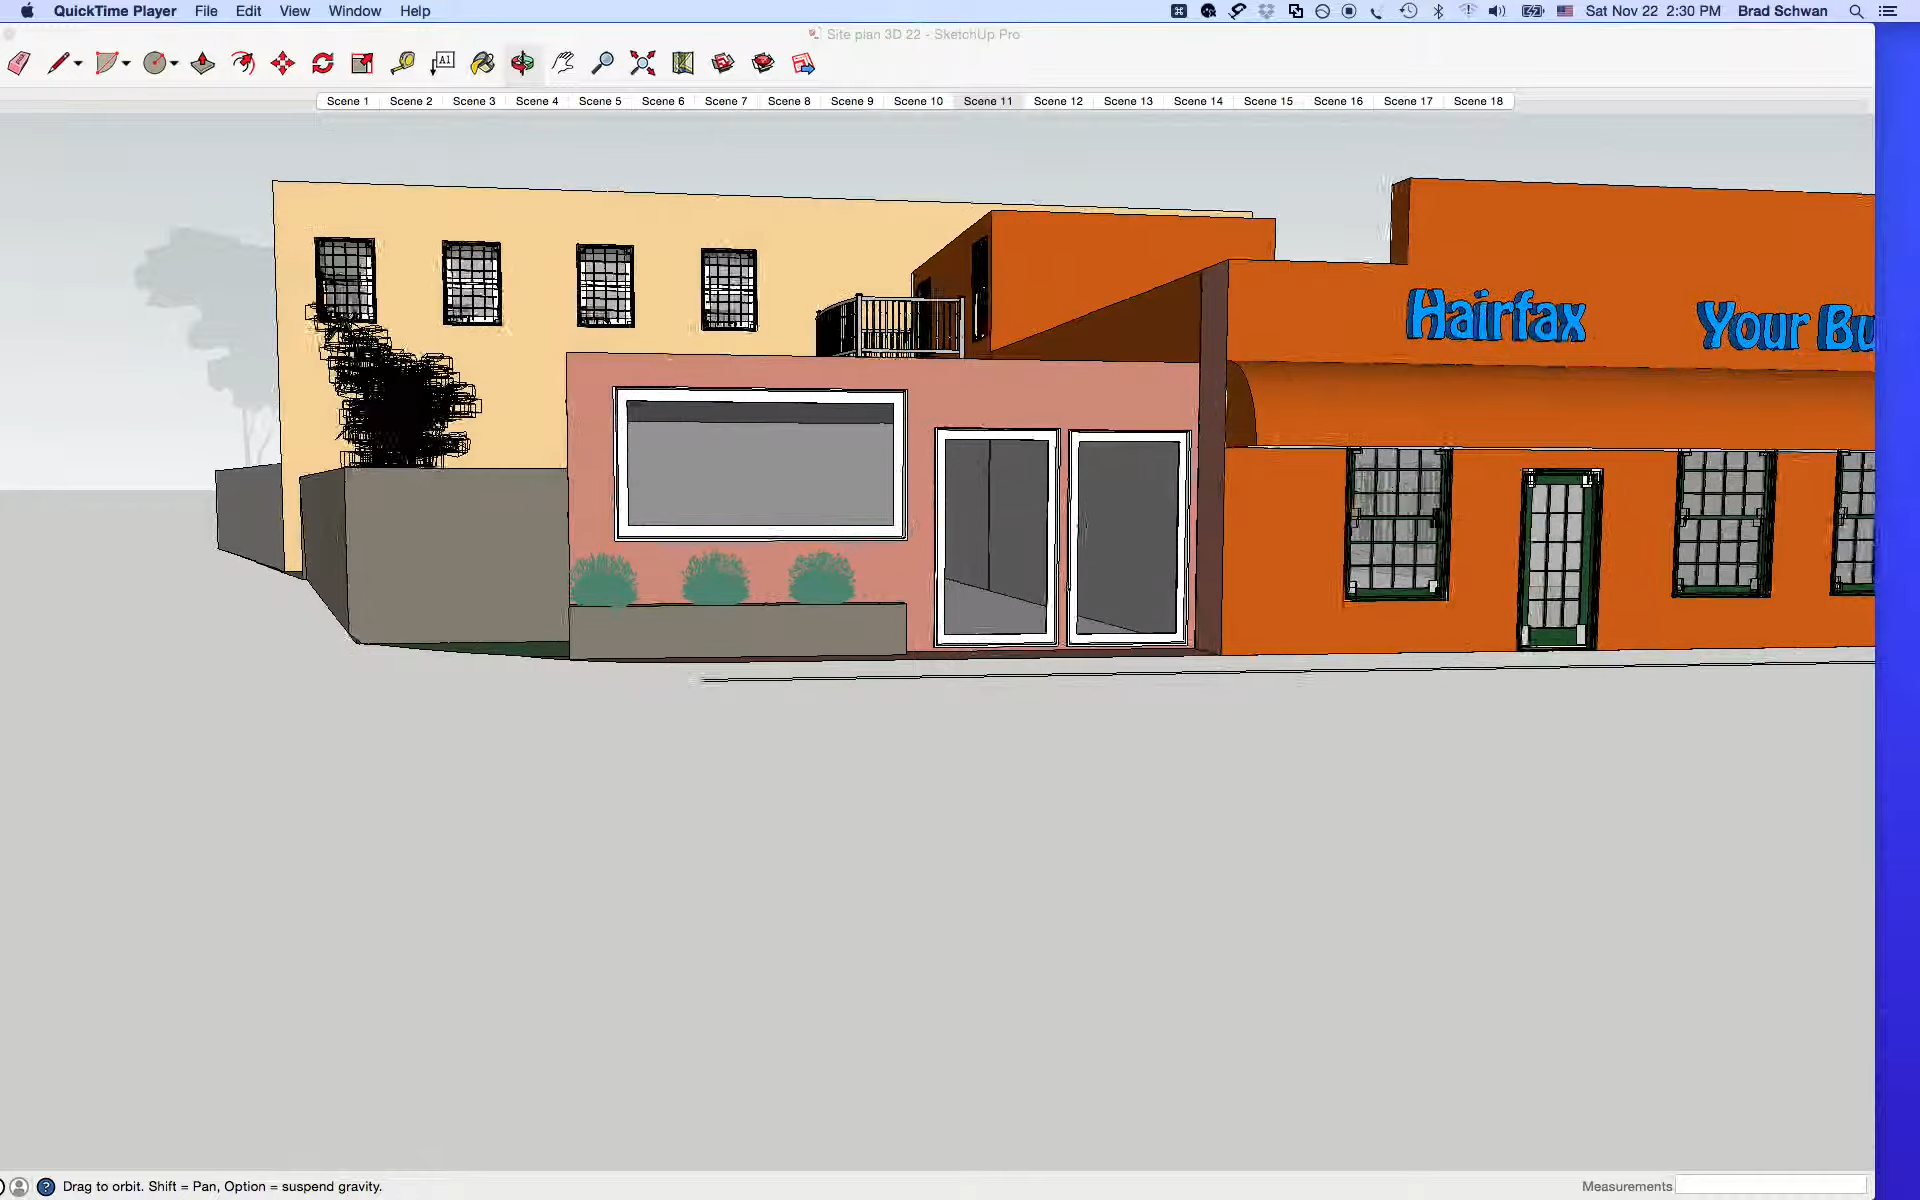 QuickTime Player File Edit View Window Help Sat Nov 22 2:30 PM Brad Schwan
Site plan 3D 22 - SketchUp Pro
A1
Scene 1 Scene 2 Scene 3 Scene 4 Scene 5 Scene 6 Scene 7 Scene 8 Scene 9 Scene 10 Scene 11 Scene 12 Scene 13 Scene 14 Scene 15 Scene 16 Scene 17 Scene 18
Hairfax Your Bu
? Drag to orbit. Shift = Pan, Option = suspend gravity. Measurements